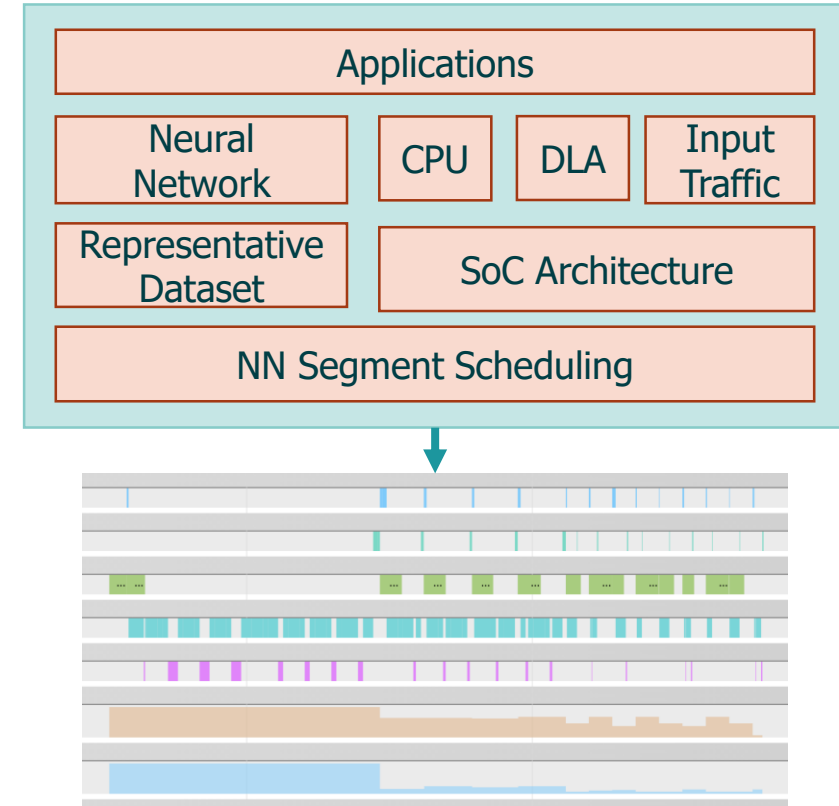 Applications
Neural
Network
CPU
DLA
Input
Traffic
Representative
Dataset
SoC Architecture
NN Segment Scheduling
... ...
... ... ... ... ... ... ...